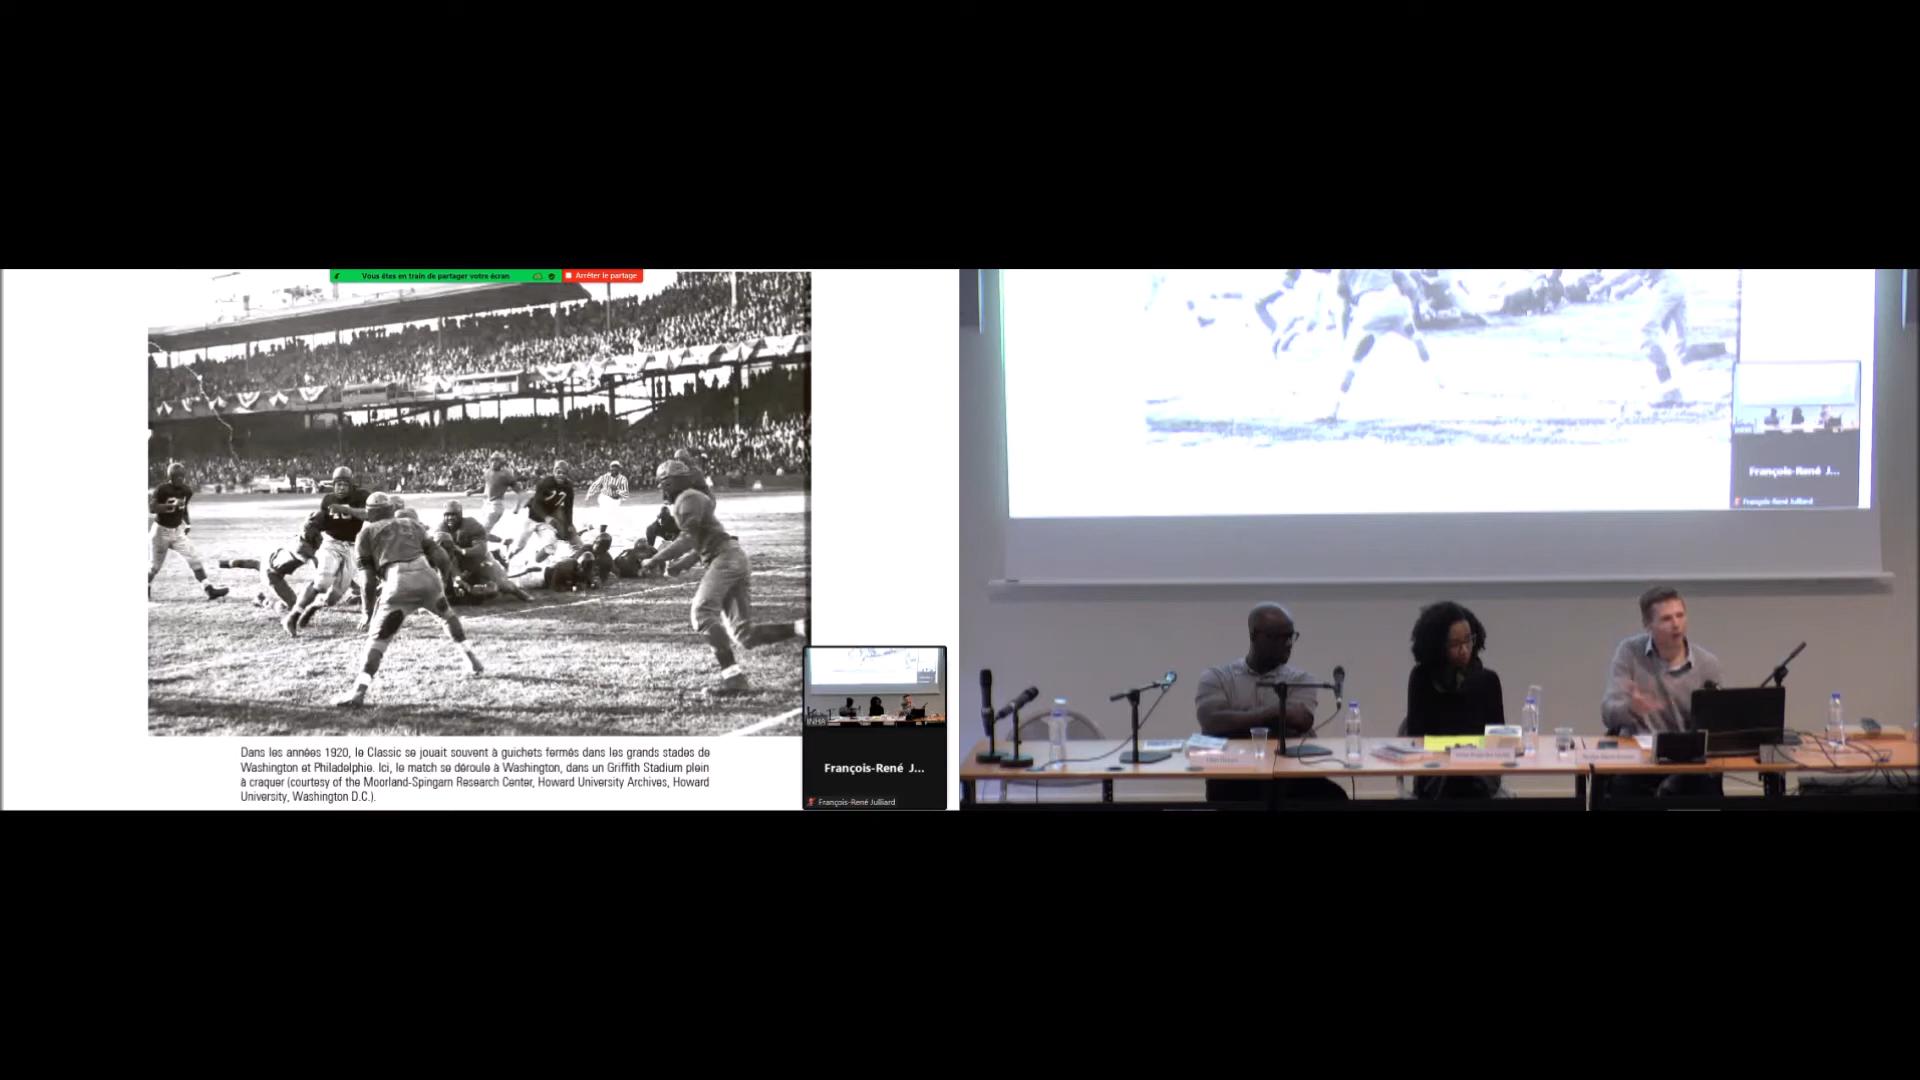 Vous êtes en train de partager votre écran
Arrêter le partage
INHA
François-René J...
François-René Julliard
Dans les années 1920, le Classic se jouait souvent à guichets fermés dans les grands stades de
Washington et Philadelphie. Ici, le match se déroule à Washington, dans un Griffith Stadium plein
à craquer (courtesy of the Moorland-Spingarn Research Center, Howard University Archives, Howard
University, Washington D.C.).
François-René J...
François-René Julliard